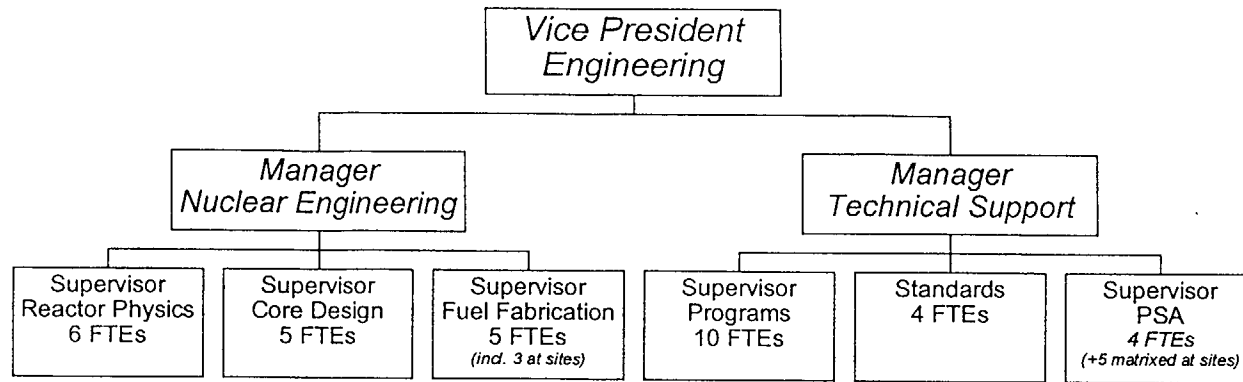 Vice President
Engineering
Manager
Nuclear Engineering
Manager
Technical Support
Supervisor
Reactor Physics
6 FTEs
Supervisor
Core Design
5 FTEs
Supervisor
Fuel Fabrication
5 FTEs
(incl. 3 at sites)
Supervisor
Programs
10 FTEs
Standards
4 FTEs
Supervisor
PSA
4 FTEs
(+5 matrixed at sites)